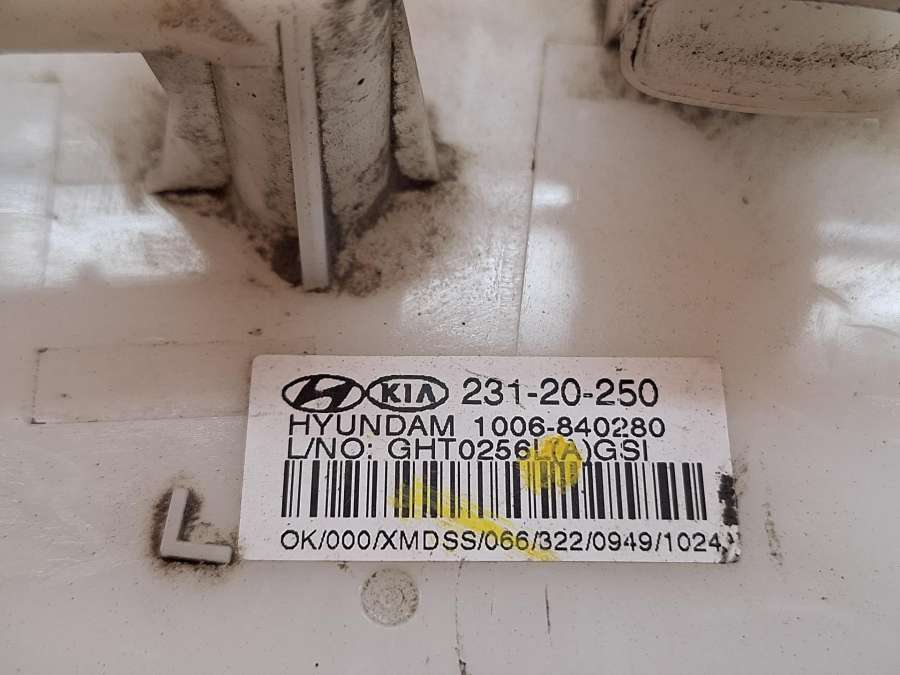 KIA 231-20-250
HYUNDAM 1006-840280
L/NO: GHT0256L(A)GSI
OK/000/XMDSS/066/322/0949/1024
L